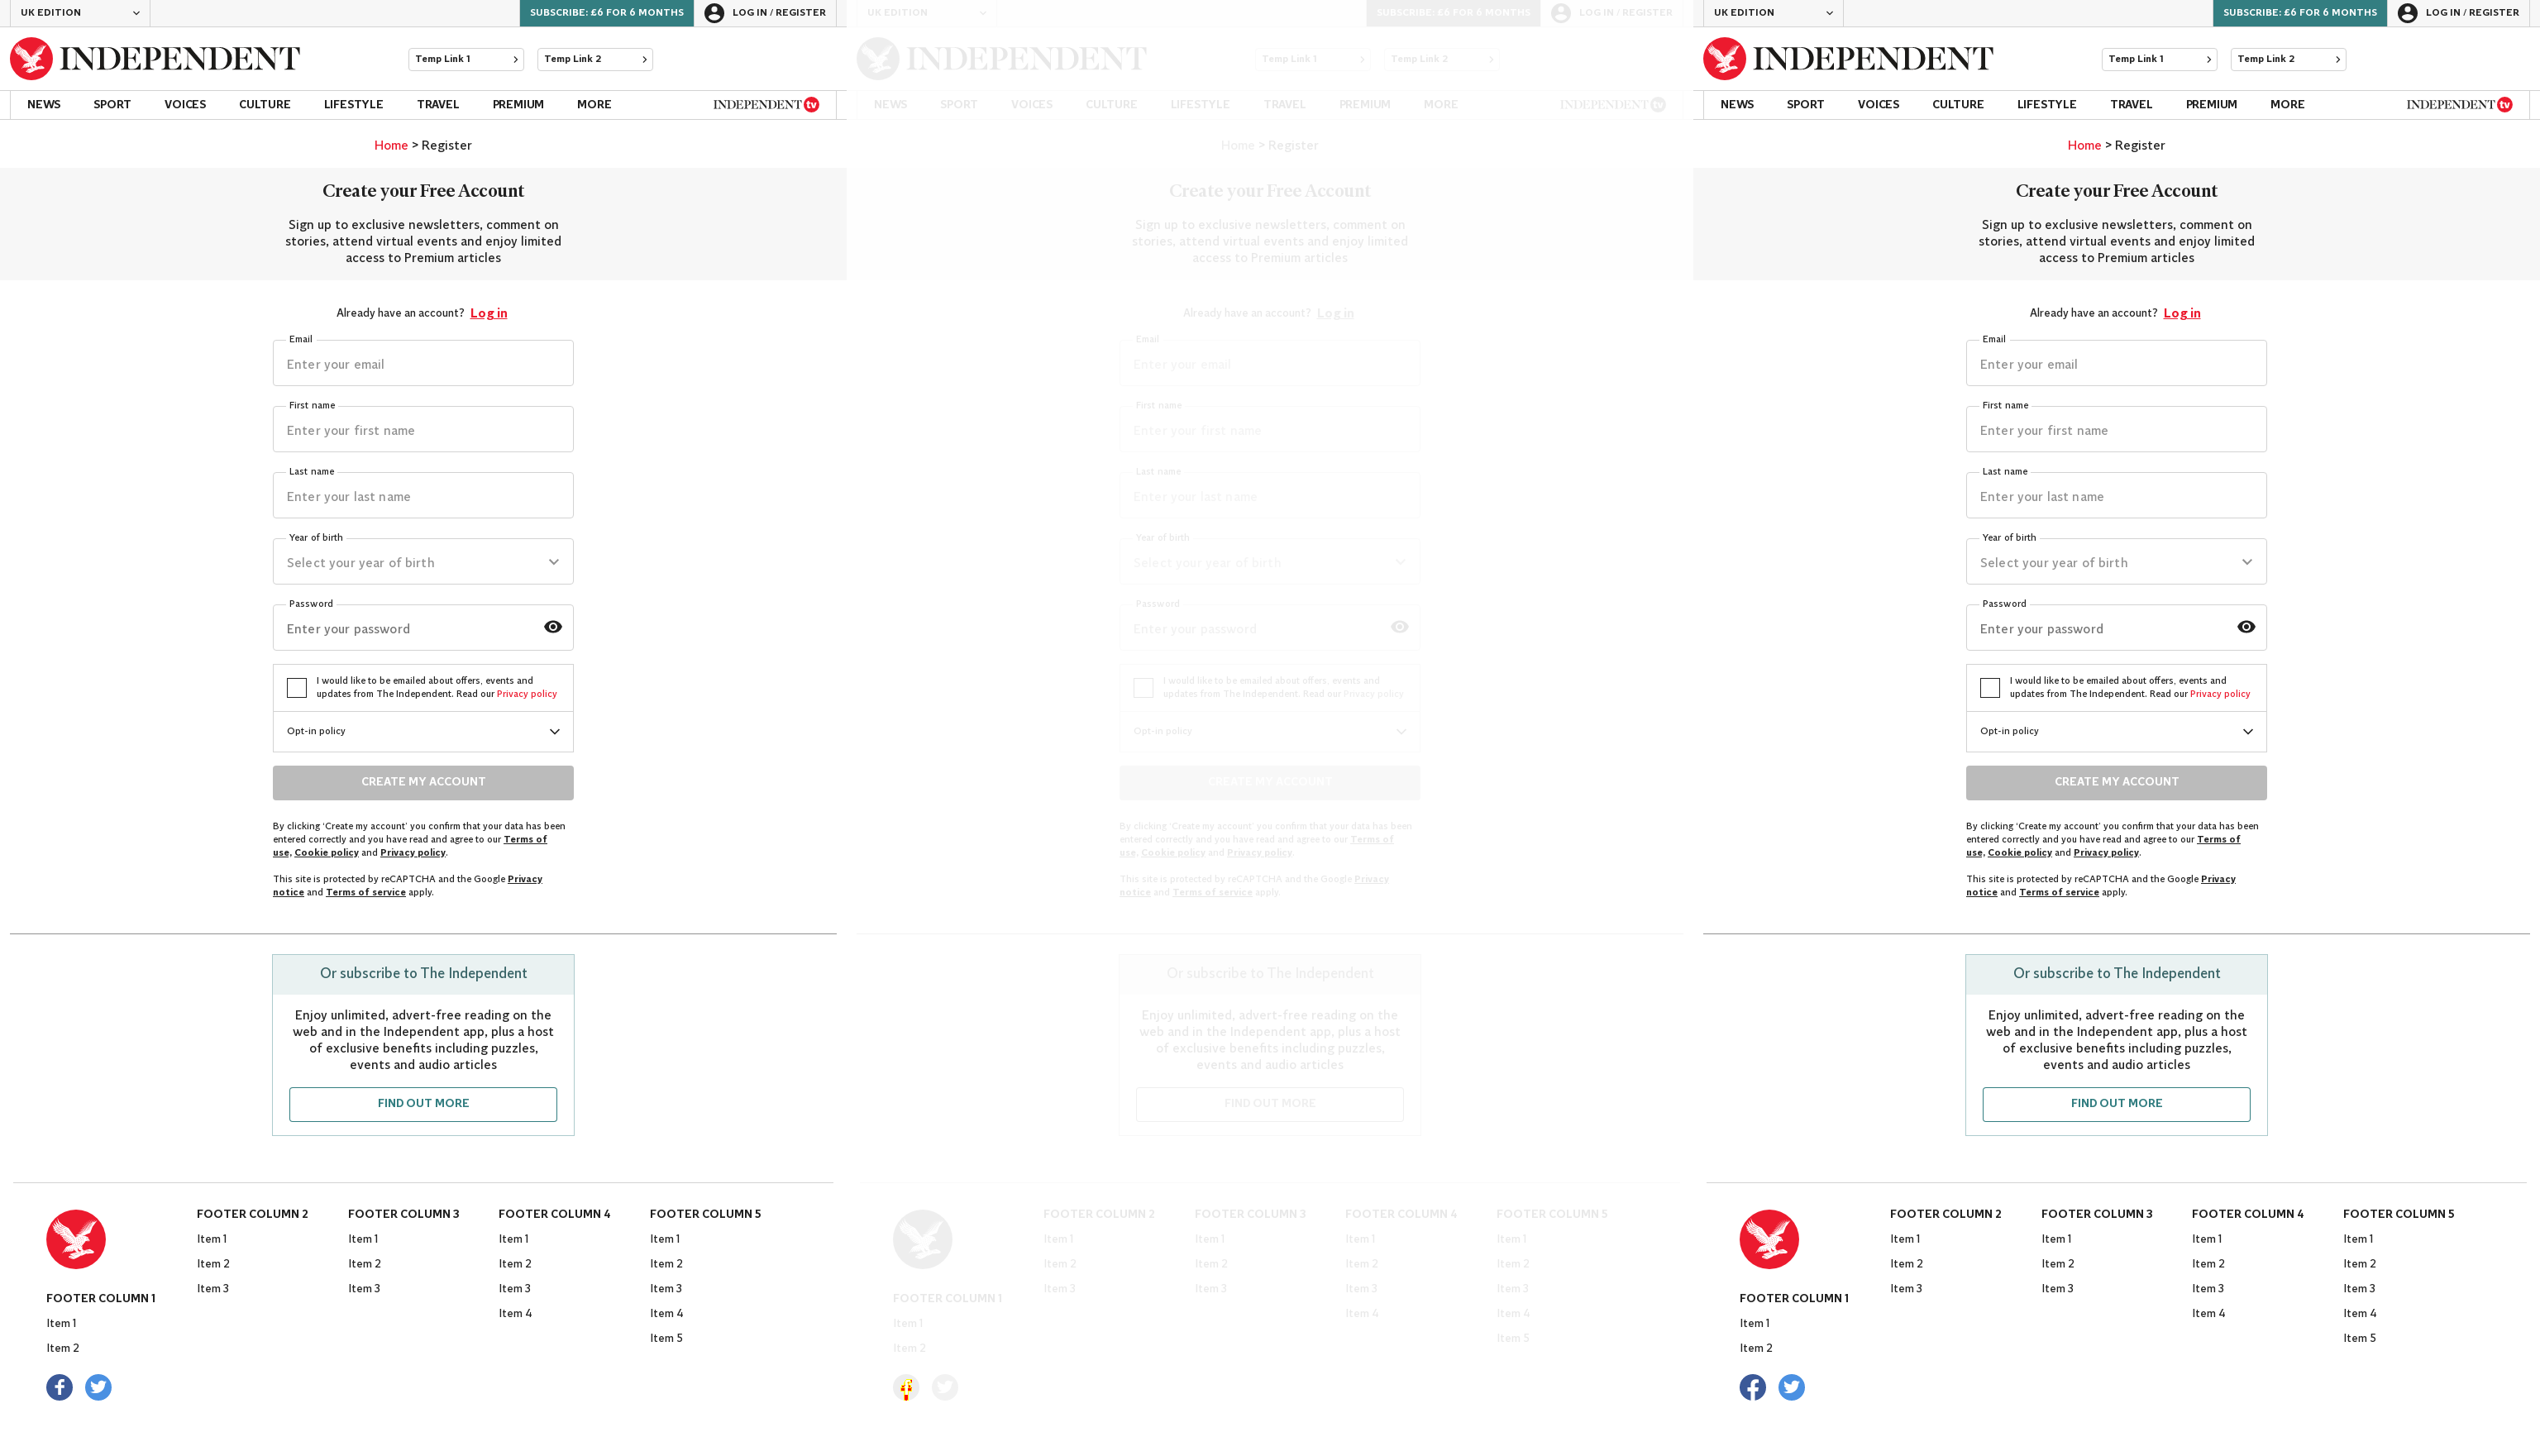 UK EDITION
SUBSCRIBE: £6 FOR 6 MONTHS
LOG IN / REGISTER
INDEPENDENT
Temp Link 1
Temp Link 2
NEWS SPORT VOICES CULTURE LIFESTYLE TRAVEL PREMIUM MORE
INDEPENDENT tv
Home > Register
Create your Free Account
Sign up to exclusive newsletters, comment on
stories, attend virtual events and enjoy limited
access to Premium articles
Already have an account? Log in
Email
Enter your email
First name
Enter your first name
Last name
Enter your last name
Year of birth
Select your year of birth
Password
Enter your password
I would like to be emailed about offers, events and
updates from The Independent. Read our Privacy policy
Opt-in policy
CREATE MY ACCOUNT
By clicking ‘Create my account’ you confirm that your data has been
entered correctly and you have read and agree to our Terms of
use, Cookie policy and Privacy policy.
This site is protected by reCAPTCHA and the Google Privacy
notice and Terms of service apply.
Or subscribe to The Independent
Enjoy unlimited, advert-free reading on the
web and in the Independent app, plus a host
of exclusive benefits including puzzles,
events and audio articles
FIND OUT MORE
FOOTER COLUMN 1
Item 1
Item 2
FOOTER COLUMN 2
Item 1
Item 2
Item 3
FOOTER COLUMN 3
Item 1
Item 2
Item 3
FOOTER COLUMN 4
Item 1
Item 2
Item 3
Item 4
FOOTER COLUMN 5
Item 1
Item 2
Item 3
Item 4
Item 5
UK EDITION
SUBSCRIBE: £6 FOR 6 MONTHS
LOG IN / REGISTER
INDEPENDENT
Temp Link 1
Temp Link 2
NEWS SPORT VOICES CULTURE LIFESTYLE TRAVEL PREMIUM MORE
INDEPENDENT tv
Home > Register
Create your Free Account
Sign up to exclusive newsletters, comment on
stories, attend virtual events and enjoy limited
access to Premium articles
Already have an account? Log in
Email
Enter your email
First name
Enter your first name
Last name
Enter your last name
Year of birth
Select your year of birth
Password
Enter your password
I would like to be emailed about offers, events and
updates from The Independent. Read our Privacy policy
Opt-in policy
CREATE MY ACCOUNT
By clicking ‘Create my account’ you confirm that your data has been
entered correctly and you have read and agree to our Terms of
use, Cookie policy and Privacy policy.
This site is protected by reCAPTCHA and the Google Privacy
notice and Terms of service apply.
Or subscribe to The Independent
Enjoy unlimited, advert-free reading on the
web and in the Independent app, plus a host
of exclusive benefits including puzzles,
events and audio articles
FIND OUT MORE
FOOTER COLUMN 1
Item 1
Item 2
FOOTER COLUMN 2
Item 1
Item 2
Item 3
FOOTER COLUMN 3
Item 1
Item 2
Item 3
FOOTER COLUMN 4
Item 1
Item 2
Item 3
Item 4
FOOTER COLUMN 5
Item 1
Item 2
Item 3
Item 4
Item 5
UK EDITION
SUBSCRIBE: £6 FOR 6 MONTHS
LOG IN / REGISTER
INDEPENDENT
Temp Link 1
Temp Link 2
NEWS SPORT VOICES CULTURE LIFESTYLE TRAVEL PREMIUM MORE
INDEPENDENT tv
Home > Register
Create your Free Account
Sign up to exclusive newsletters, comment on
stories, attend virtual events and enjoy limited
access to Premium articles
Already have an account? Log in
Email
Enter your email
First name
Enter your first name
Last name
Enter your last name
Year of birth
Select your year of birth
Password
Enter your password
I would like to be emailed about offers, events and
updates from The Independent. Read our Privacy policy
Opt-in policy
CREATE MY ACCOUNT
By clicking ‘Create my account’ you confirm that your data has been
entered correctly and you have read and agree to our Terms of
use, Cookie policy and Privacy policy.
This site is protected by reCAPTCHA and the Google Privacy
notice and Terms of service apply.
Or subscribe to The Independent
Enjoy unlimited, advert-free reading on the
web and in the Independent app, plus a host
of exclusive benefits including puzzles,
events and audio articles
FIND OUT MORE
FOOTER COLUMN 1
Item 1
Item 2
FOOTER COLUMN 2
Item 1
Item 2
Item 3
FOOTER COLUMN 3
Item 1
Item 2
Item 3
FOOTER COLUMN 4
Item 1
Item 2
Item 3
Item 4
FOOTER COLUMN 5
Item 1
Item 2
Item 3
Item 4
Item 5